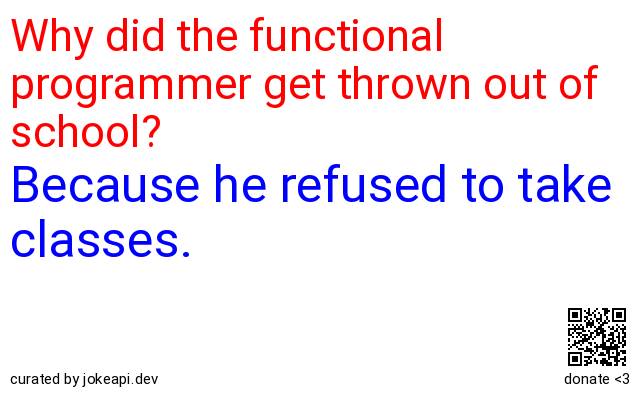 Why did the functional
programmer get thrown out of
school?
Because he refused to take
classes.
curated by jokeapi.dev
donate <3